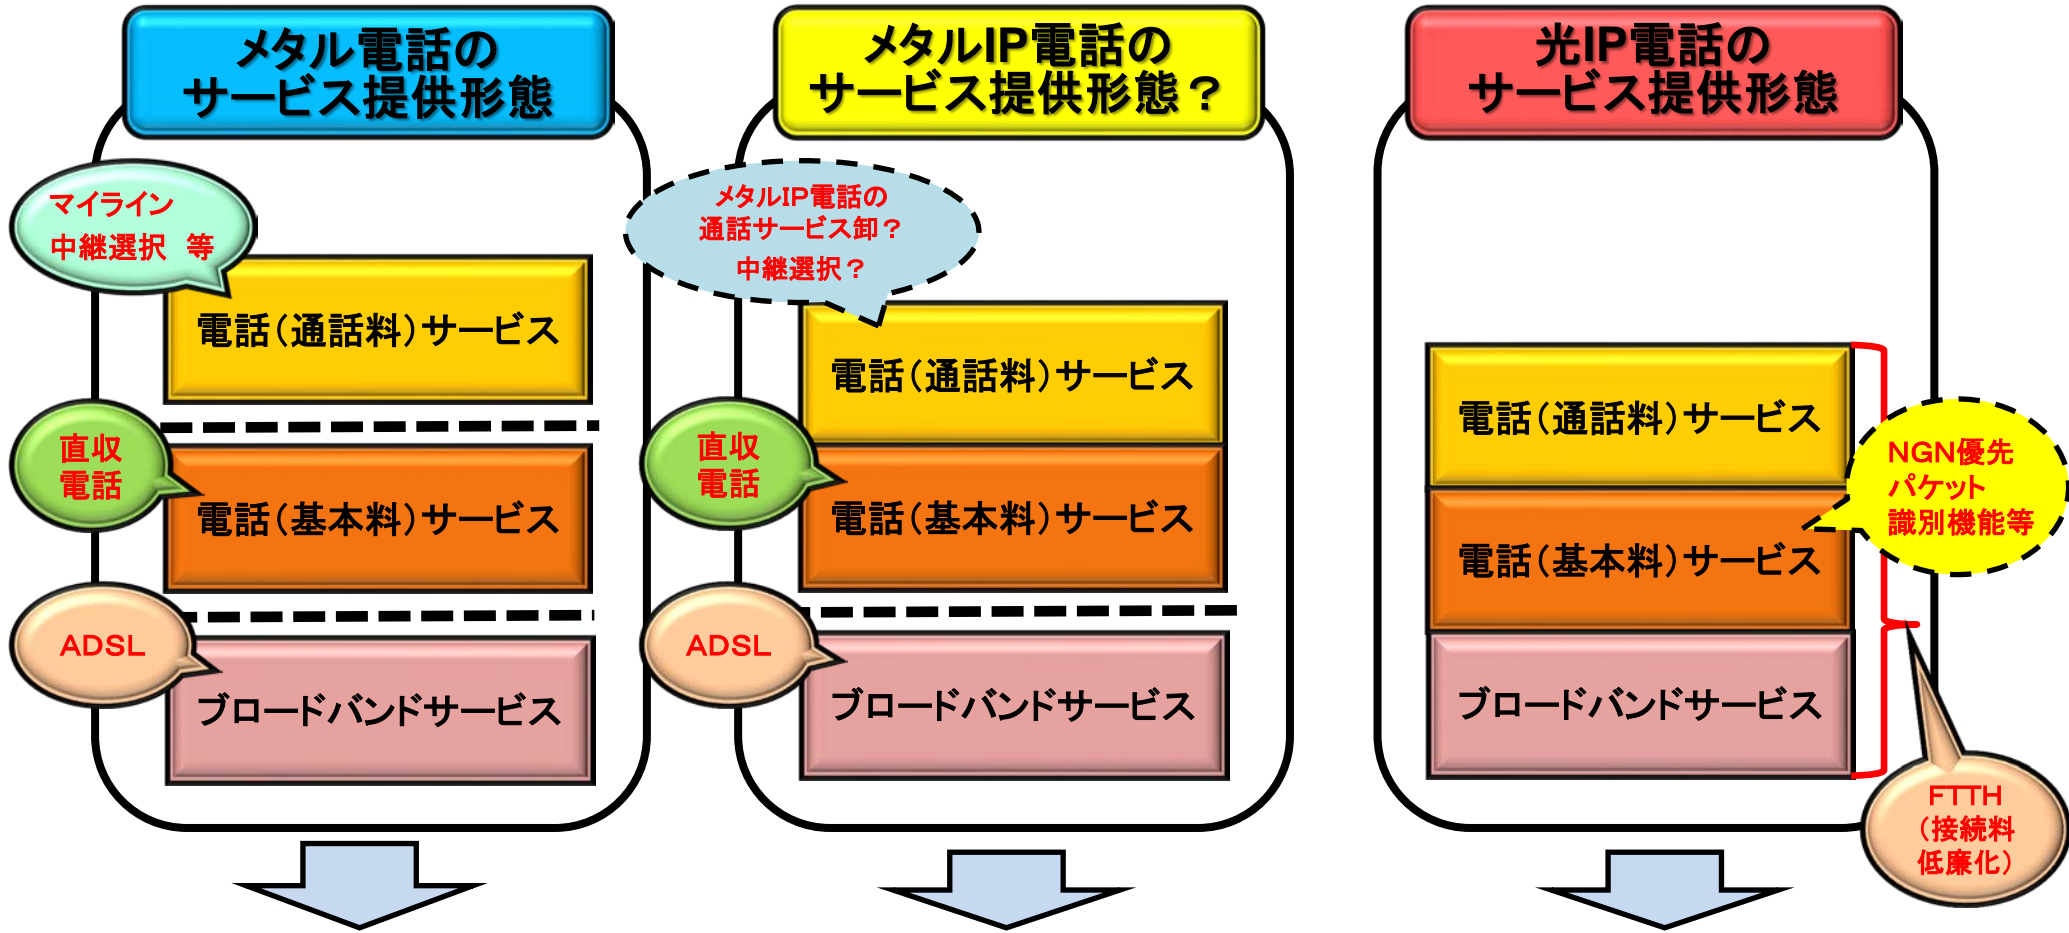 メタル電話の
サービス提供形態
マイライン
中継選択 等
電話(通話料)サービス
直収
電話
電話(基本料)サービス
ADSL
ブロードバンドサービス
メタルIP電話の
サービス提供形態?
メタルIP電話の
通話サービス卸?
中継選択?
電話(通話料)サービス
直収
電話
電話(基本料)サービス
ADSL
ブロードバンドサービス
光IP電話の
サービス提供形態
電話(通話料)サービス
NGN優先
パケット
識別機能等
電話(基本料)サービス
ブロードバンドサービス
FTTH
(接続料
低廉化)